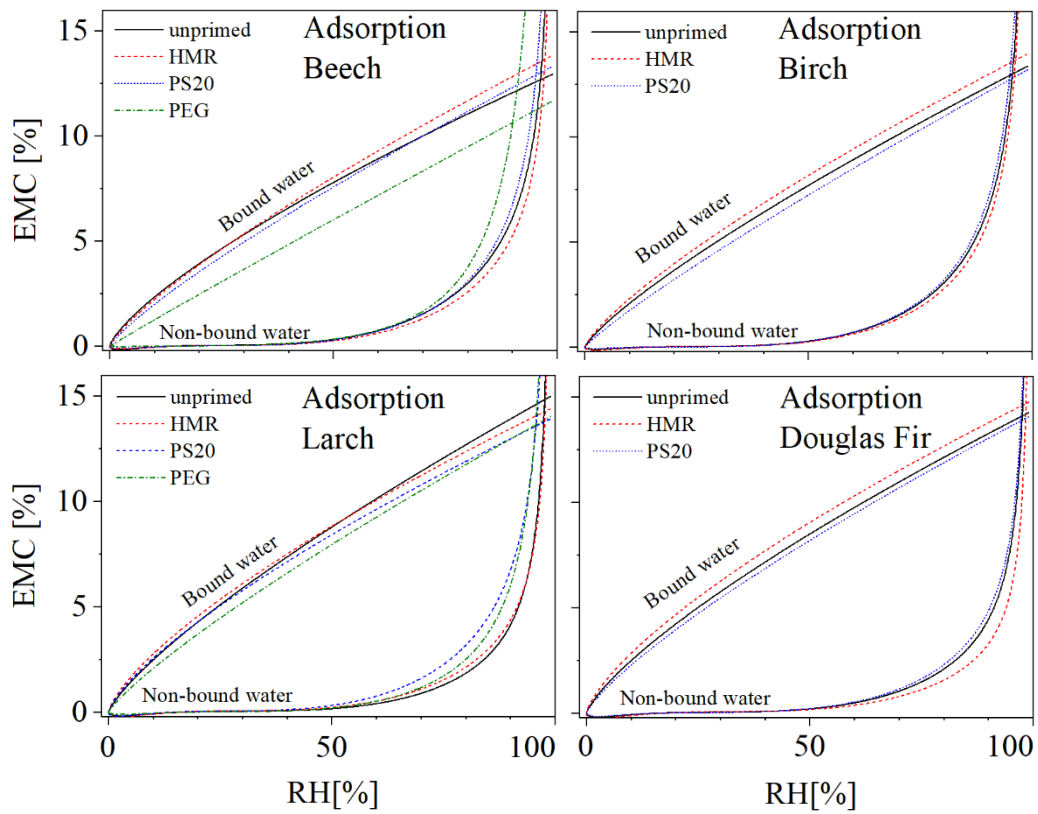 15
10
5
0
EMC [%]
unprimed
HMR
PS20
PEG
Adsorption
Beech
Bound water
Non-bound water
unprimed
HMR
PS20
Adsorption
Birch
Bound water
Non-bound water
15
10
5
0
EMC [%]
unprimed
HMR
PS20
PEG
Adsorption
Larch
Bound water
Non-bound water
0
50
100
RH[%]
unprimed
HMR
PS20
Adsorption
Douglas Fir
Bound water
Non-bound water
0
50
100
RH[%]